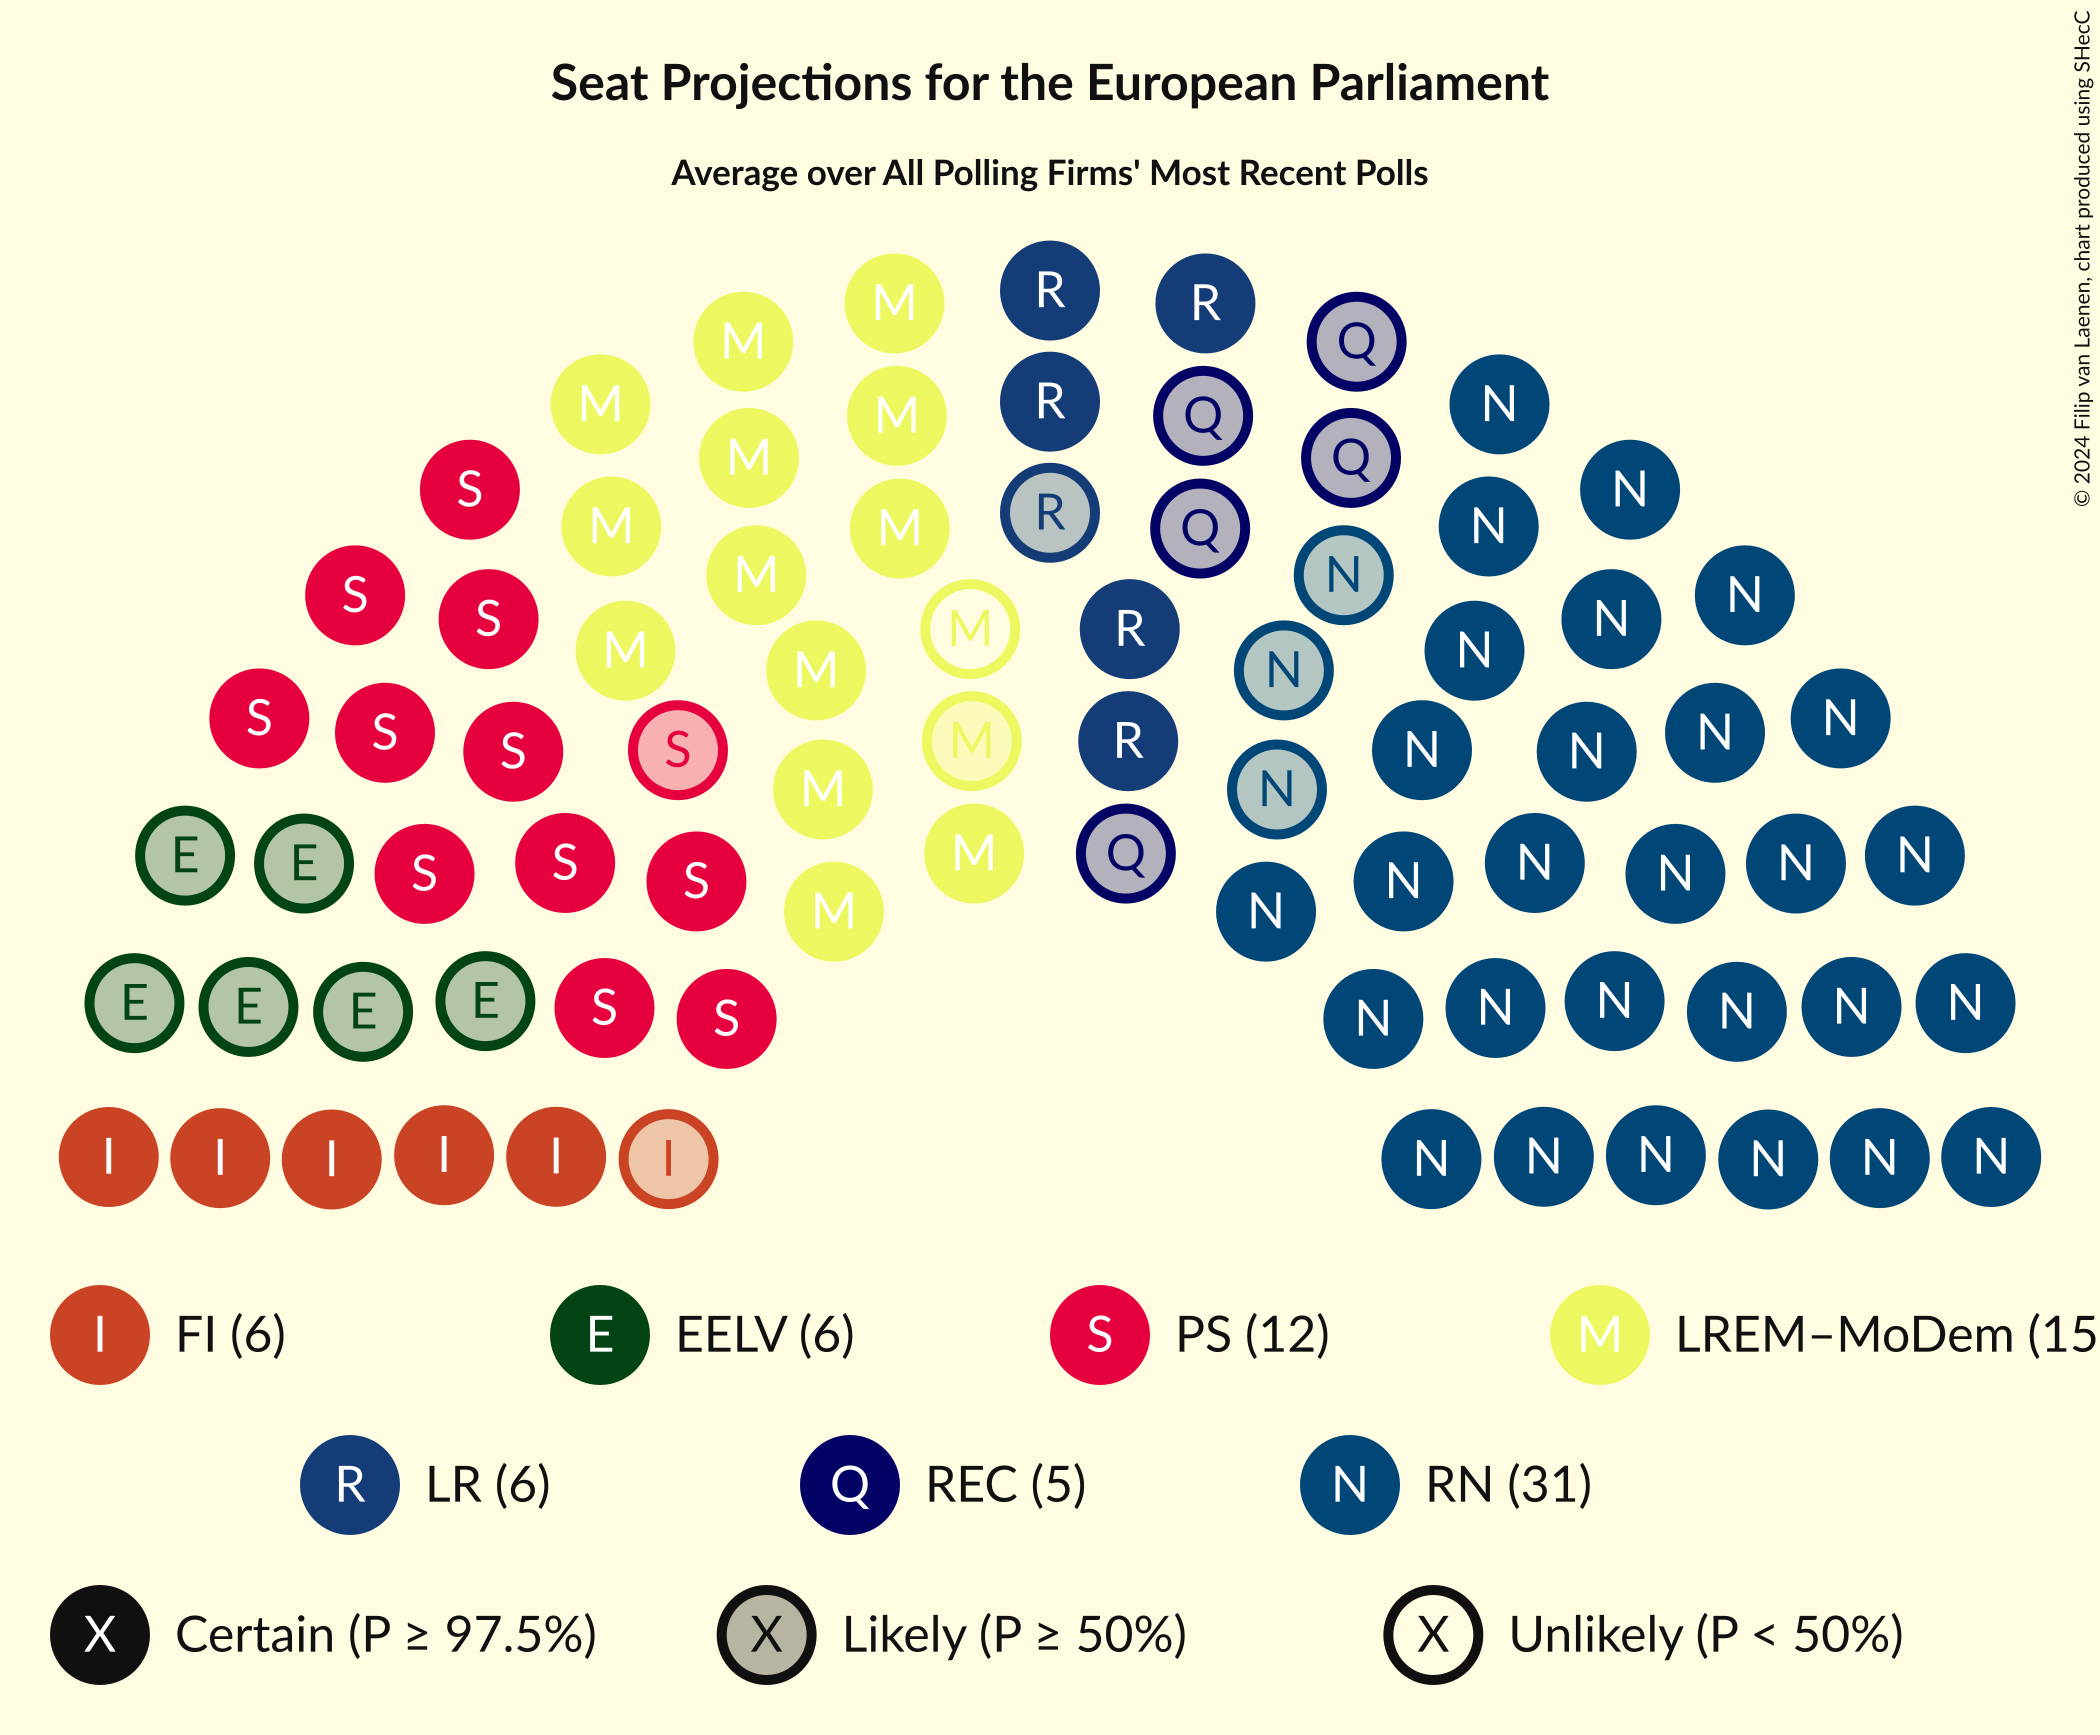 © 2024 Filip van Laenen, chart produced using SHecC
Seat Projections for the European Parliament
Average over All Polling Firms' Most Recent Polls
M R R
M Q
M M R Q N
M Q
S N
M M R Q N
M N
S N
S M R N
M M N N
S S S S M R N N N N
M N
E E S S S M Q N N N N N
M N
E E E E S S N N N N N N
I I I I I I N N N N N N
I FI (6) E EELV (6) S PS (12) M LREM–MoDem (15
R LR (6) Q REC (5) N RN (31)
X Certain (P ≥ 97.5%) X Likely (P ≥ 50%) X Unlikely (P < 50%)